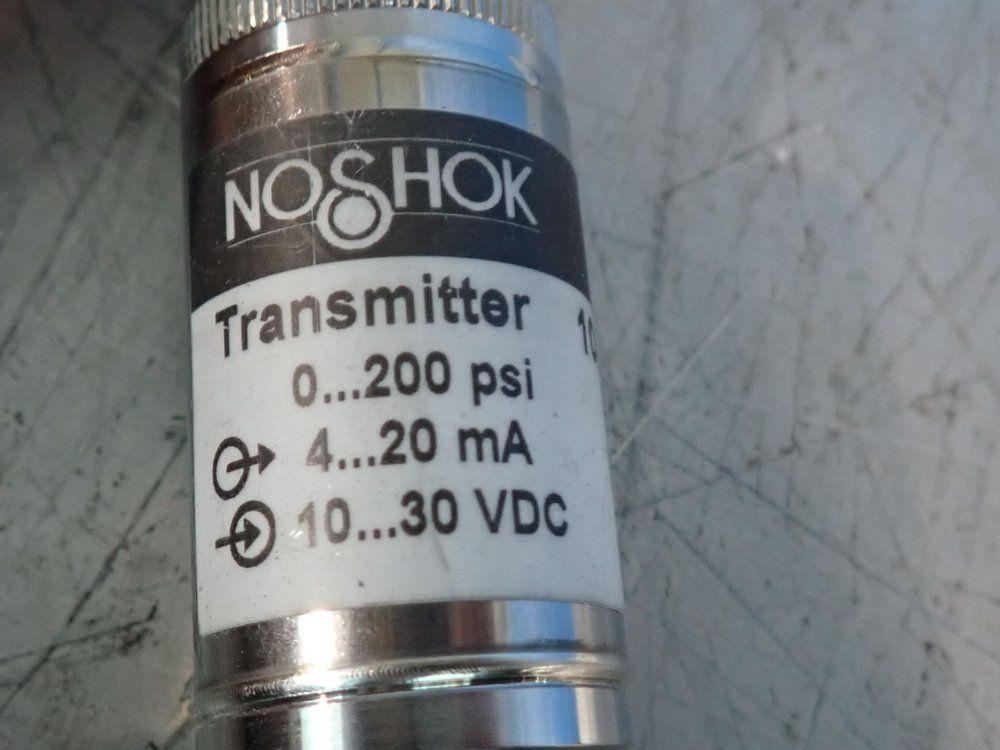 NOSHOK
Transmitter
0...200 psi
4...20 mA
10...30 VDC